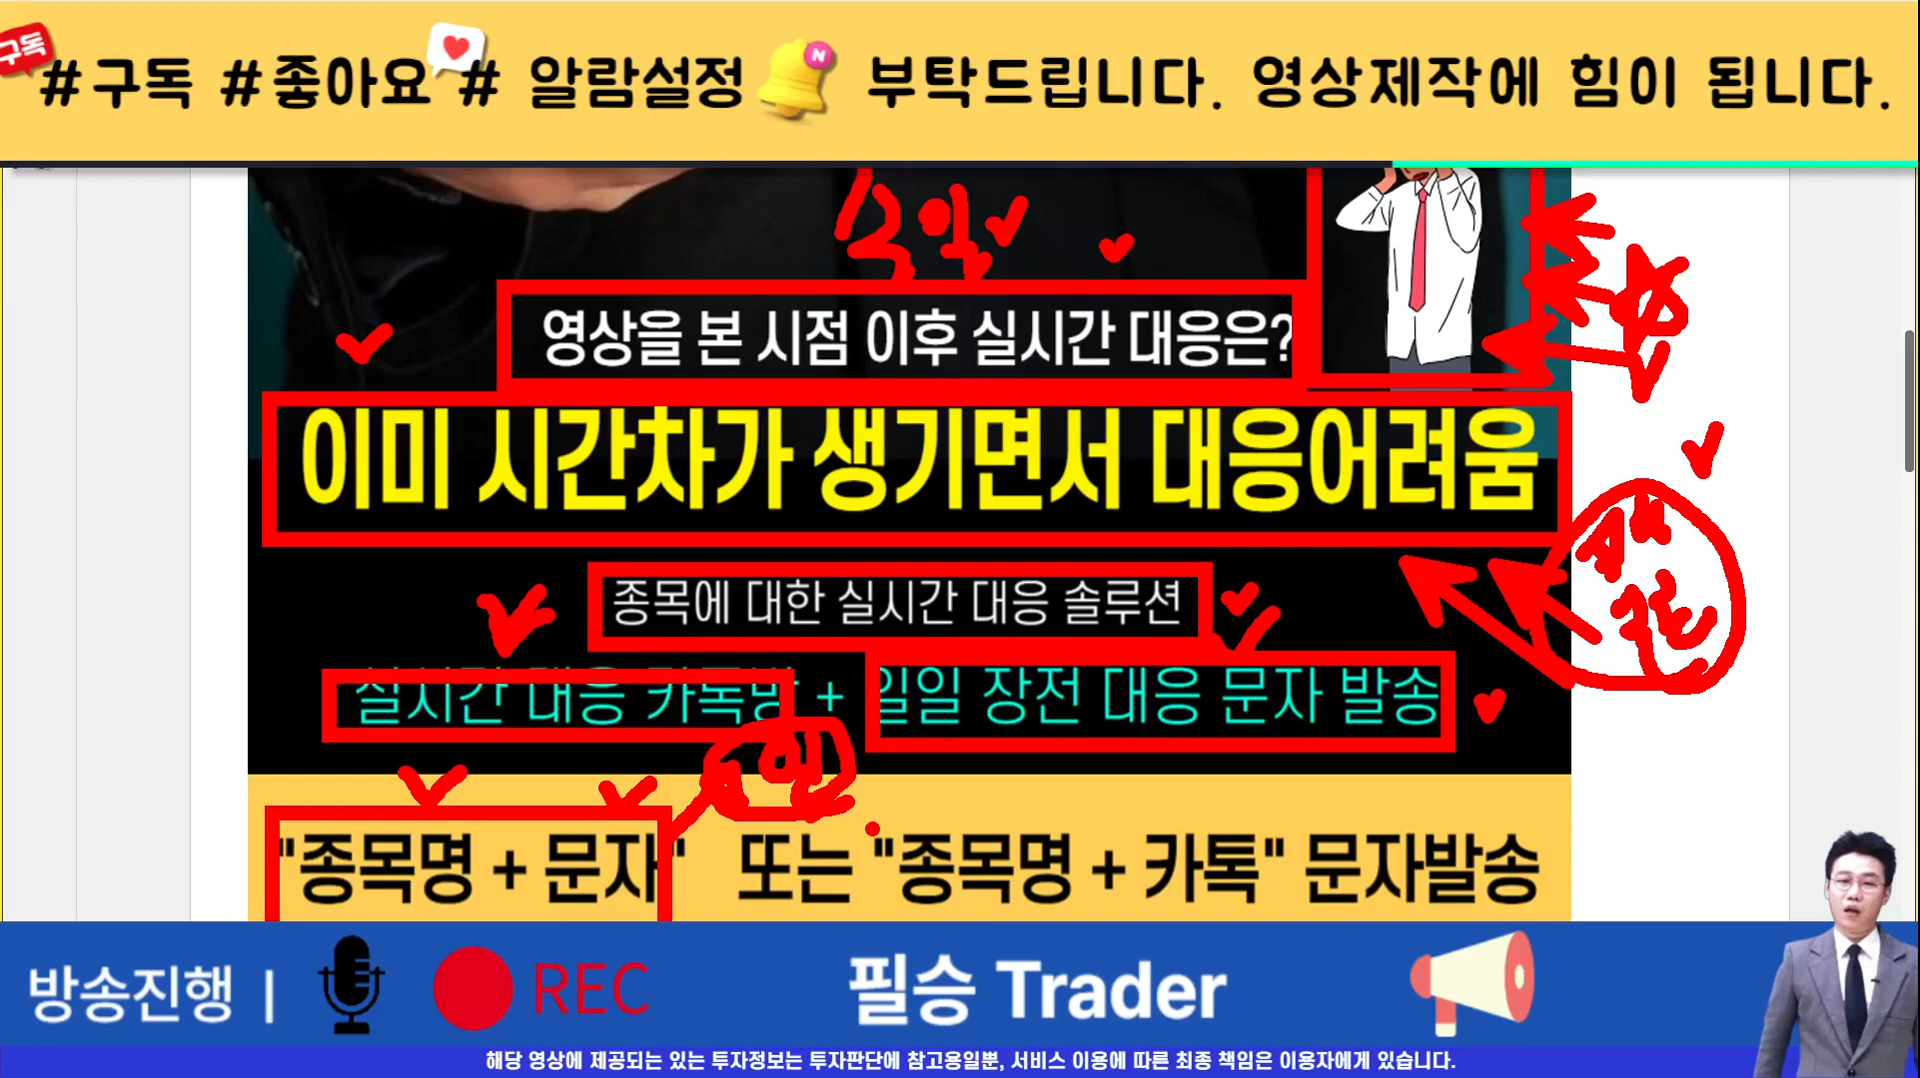 구독
#구독 #좋아요 # 알람설정 N 부탁드립니다. 영상제작에 힘이 됩니다.
영상을 본 시점 이후 실시간 대응은?
이미 시간차가 생기면서 대응어려움
종목에 대한 실시간 대응 솔루션
실시간 대응 카톡방 + 일일 장전 대응 문자 발송
"종목명 + 문자" 또는 "종목명 + 카톡" 문자발송
방송진행 | REC 필승 Trader
해당 영상에 제공되는 있는 투자정보는 투자판단에 참고용일뿐, 서비스 이용에 따른 최종 책임은 이용자에게 있습니다.